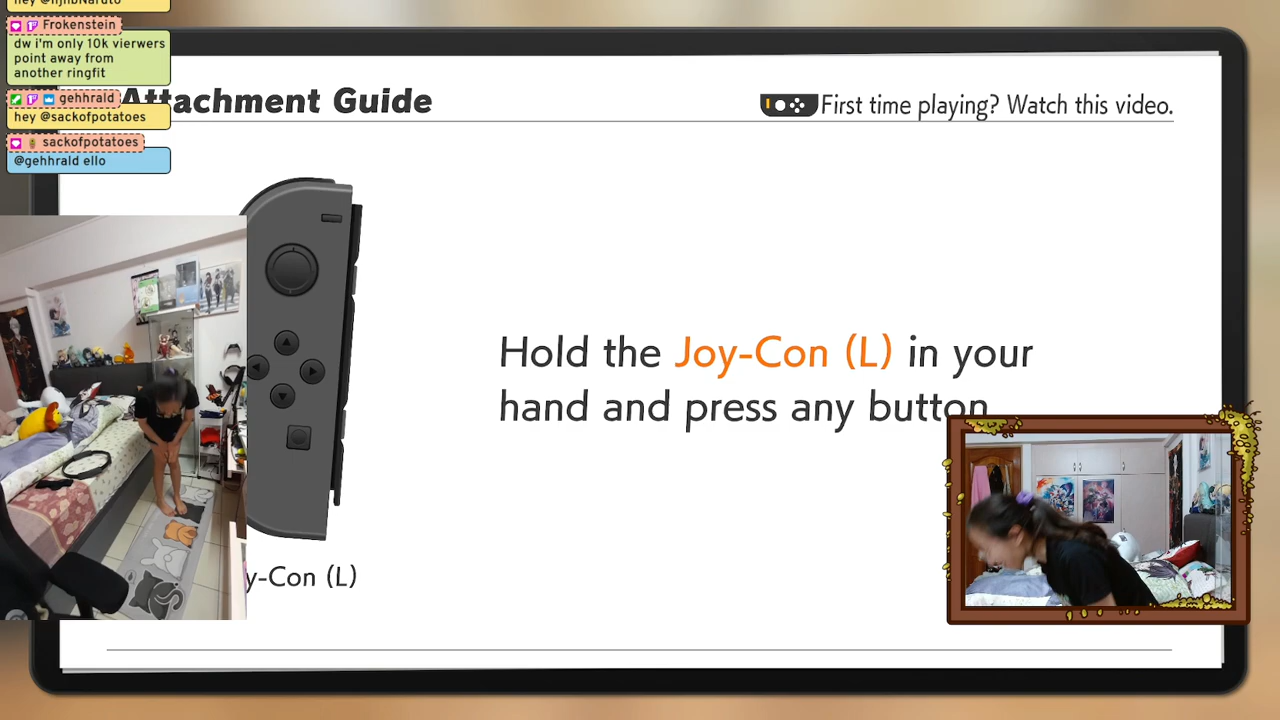 Frokenstein
dw i'm only 10k vierwers
point away from
another ringfit
gehhrald
hey @sackofpotatoes
sackofpotatoes
@gehhrald ello
Attachment Guide
First time playing? Watch this video.
Hold the Joy-Con (L) in your
hand and press any button
y-Con (L)